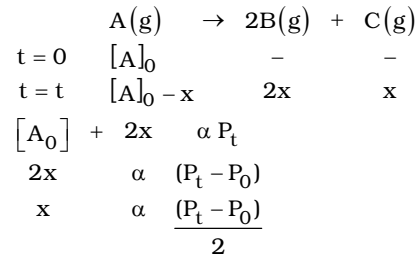 A(g) → 2B(g) + C(g)
t = 0 [A]₀ – –
t = t [A]₀ – x 2x x
[A₀] + 2x α Pₜ
2x α (Pₜ – P₀)
x α (Pₜ – P₀)
2